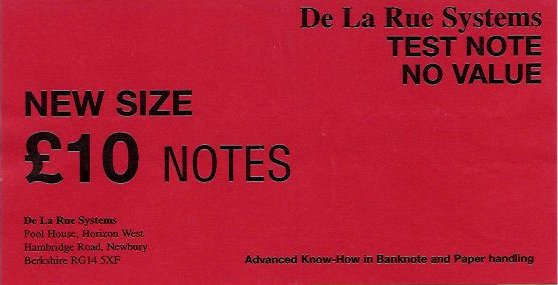 De La Rue Systems
TEST NOTE
NO VALUE
NEW SIZE
£10 NOTES
De La Rue Systems
Pool House, Horizon West
Hambridge Road, Newbury
Berkshire RG14 5XF
Advanced Know-How in Banknote and Paper handling